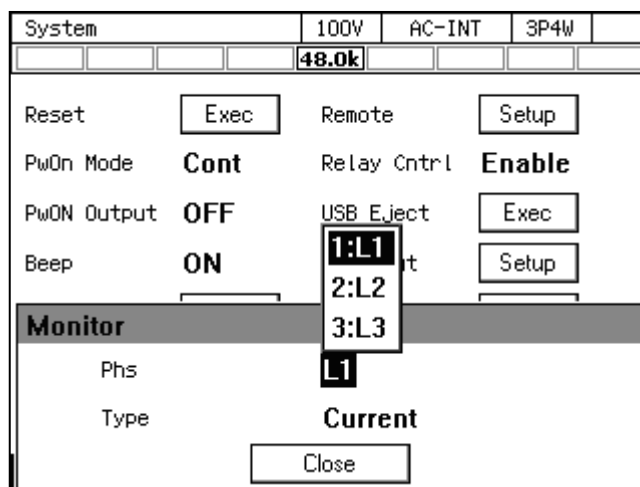 System 100V AC-INT 3P4W
48.0k
Reset Exec Remote Setup
PwOn Mode Cont Relay Cntrl Enable
PwON Output OFF USB Eject Exec
Beep ON Setup
1:L1
2:L2
3:L3
Monitor
Phs L1
Type Current
Close